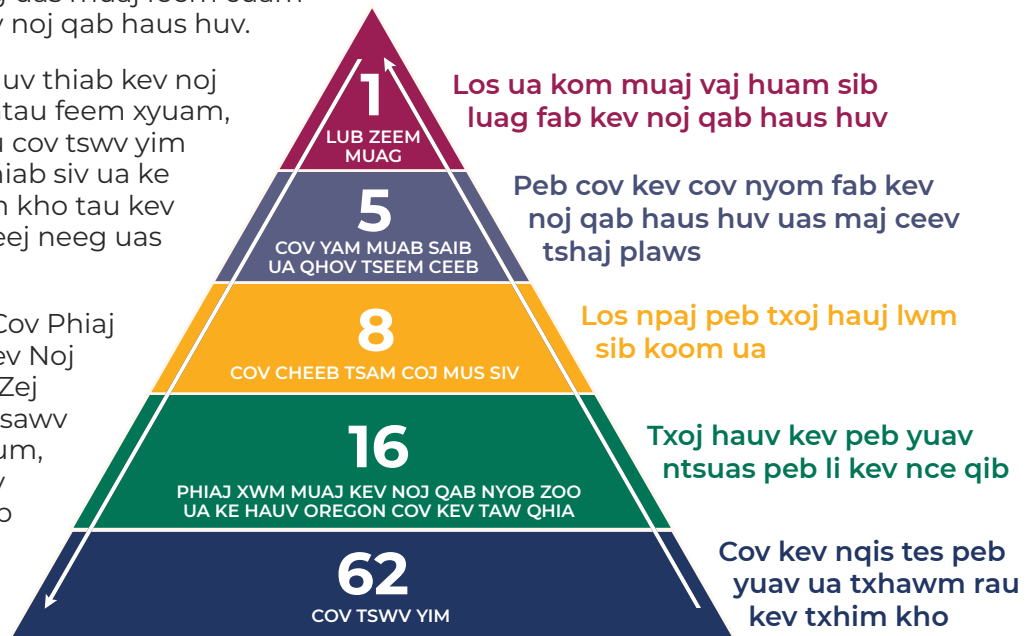 v noj qab haus huv.
uv thiab kev noj
tau feem xyuam,
cov tswv yim
iab siv ua ke
kho tau kev
eej neeg uas
Cov Phiaj
ev Noj
Zej
sawv
um,
1
LUB ZEEM
MUAG
Los ua kom muaj vaj huam sib
luag fab kev noj qab haus huv
5
COV YAM MUAB SAIB
UA QHOV TSEEM CEEB
Peb cov kev cov nyom fab kev
noj qab haus huv uas maj ceev
tshaj plaws
8
COV CHEEB TSAM COJ MUS SIV
Los npaj peb txoj hauj lwm
sib koom ua
16
PHIAJ XWM MUAJ KEV NOJ QAB NYOB ZOO
UA KE HAUV OREGON COV KEV TAW QHIA
Txoj hauv kev peb yuav
ntsuas peb li kev nce qib
62
COV TSWV YIM
Cov kev nqis tes peb
yuav ua txhawm rau
kev txhim kho